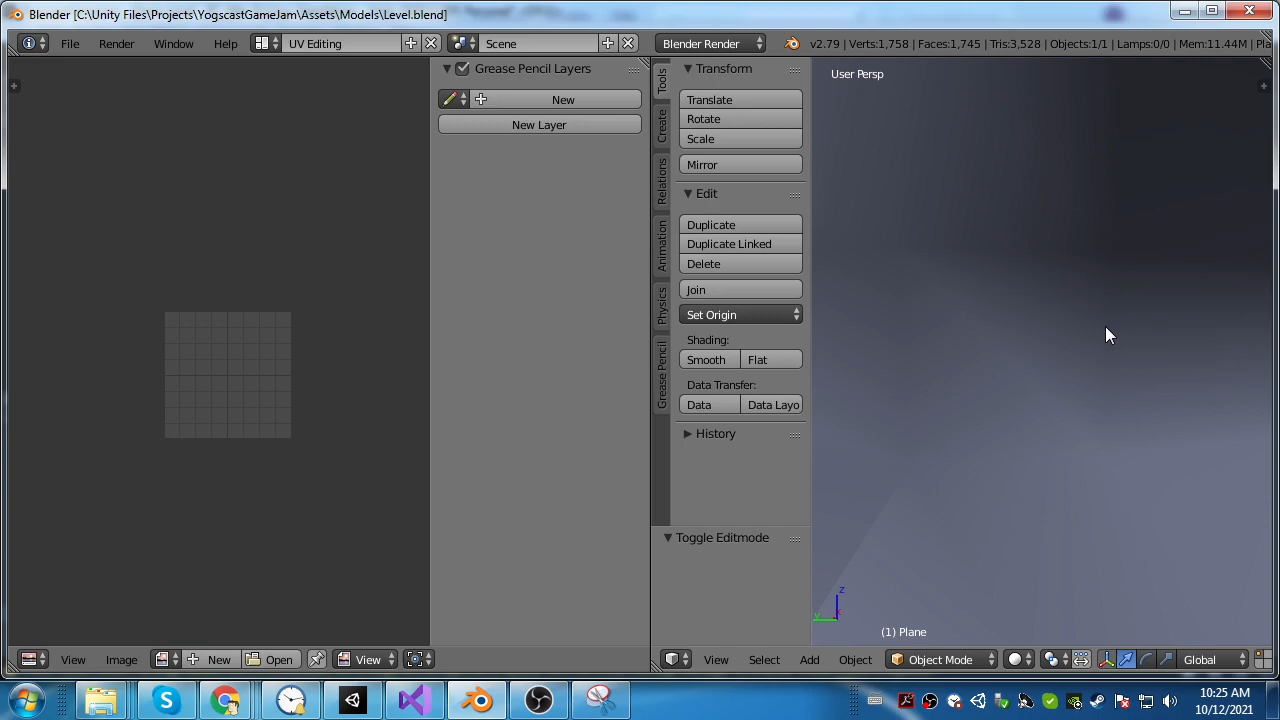 Blender [C:\Unity Files\Projects\YogscastGameJam\Assets\Models\Level.blend]
File Render Window Help UV Editing Scene Blender Render v2.79 | Verts:1,758 | Faces:1,745 | Tris:3,528 | Objects:1/1 | Lamps:0/0 | Mem:11.44M | Pla
Grease Pencil Layers
New
New Layer
Tools
Create
Relations
Animation
Physics
Grease Pencil
Transform
Translate
Rotate
Scale
Mirror
Edit
Duplicate
Duplicate Linked
Delete
Join
Set Origin
Shading:
Smooth Flat
Data Transfer:
Data Data Layo
History
Toggle Editmode
User Persp
z
y x
(1) Plane
View Image New Open View
View Select Add Object Object Mode Global
10:25 AM
10/12/2021